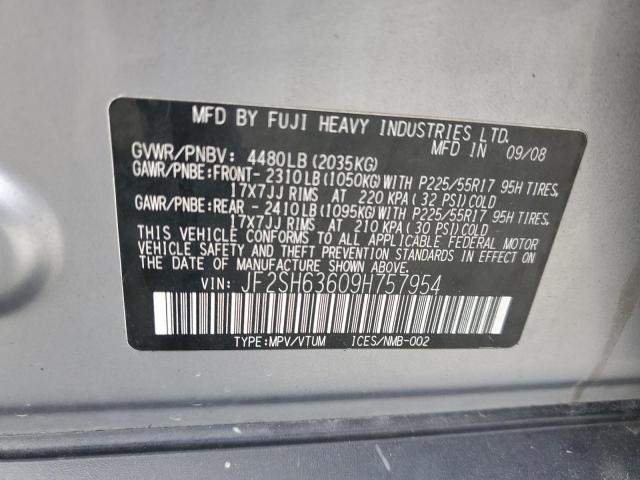 MFD BY FUJI HEAVY INDUSTRIES LTD.
MFD IN 09/08
GVWR/PNBV: 4480LB (2035KG)
GAWR/PNBE:FRONT- 2310LB (1050KG) WITH P225/55R17 95H TIRES,
17X7JJ RIMS AT 220 KPA (32 PSI) COLD
GAWR/PNBE:REAR - 2410LB (1095KG) WITH P225/55R17 95H TIRES,
17X7JJ RIMS AT 210 KPA (30 PSI) COLD
THIS VEHICLE CONFORMS TO ALL APPLICABLE FEDERAL MOTOR
VEHICLE SAFETY AND THEFT PREVENTION STANDARDS IN EFFECT ON
THE DATE OF MANUFACTURE SHOWN ABOVE.
VIN: JF2SH63609H757954
TYPE:MPV/VTUM ICES/NMB-002